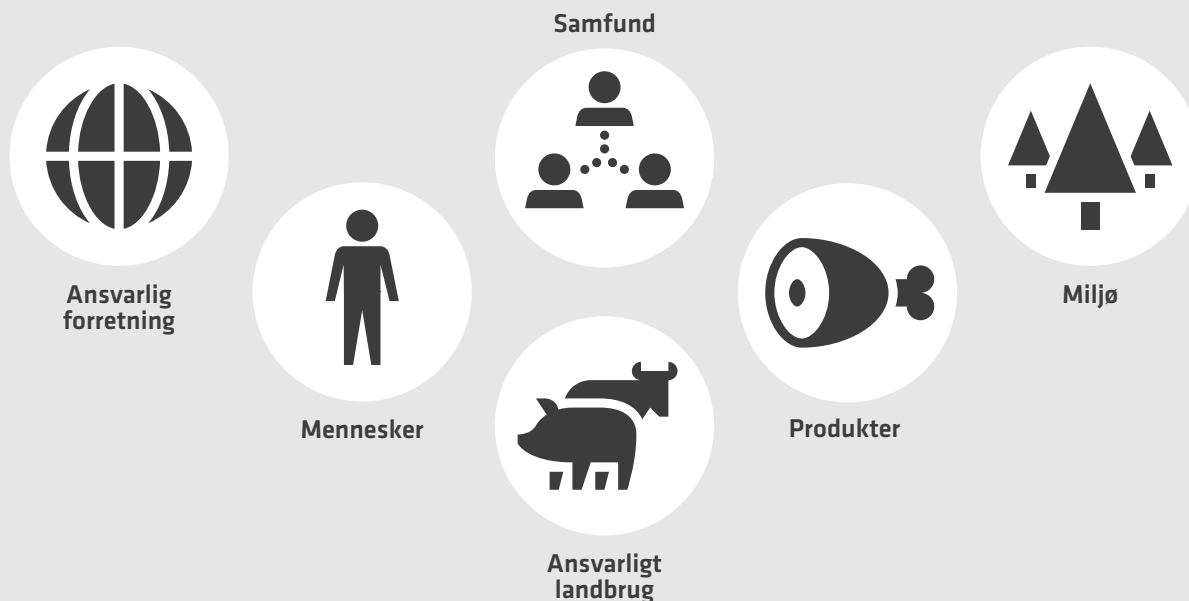 Samfund
Ansvarlig
forretning
Miljø
Mennesker
Produkter
Ansvarligt
landbrug